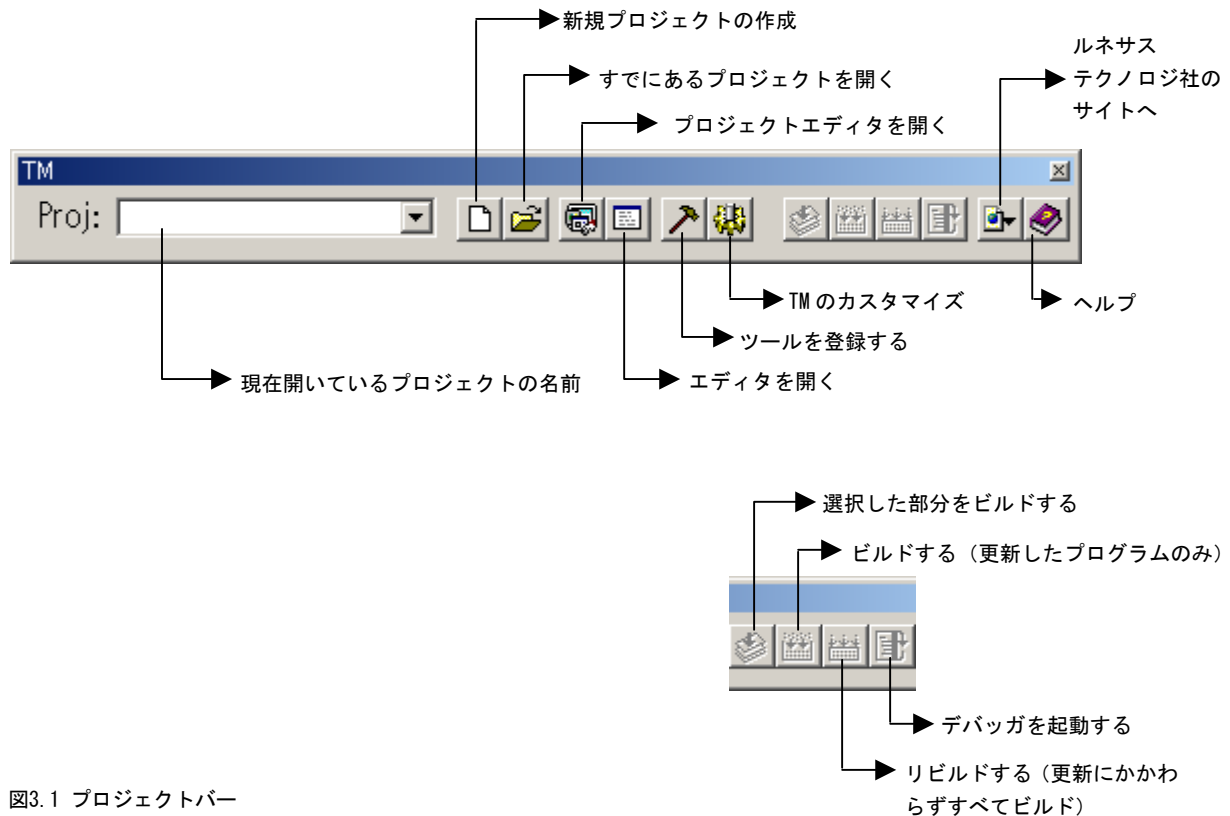 新規プロジェクトの作成
ルネサス
テクノロジ社の
サイトへ
すでにあるプロジェクトを開く
プロジェクトエディタを開く
TM
Proj:
TMのカスタマイズ
ヘルプ
ツールを登録する
現在開いているプロジェクトの名前
エディタを開く
選択した部分をビルドする
ビルドする（更新したプログラムのみ）
デバッガを起動する
リビルドする（更新にかかわ
らずすべてビルド）
図3.1 プロジェクトバー